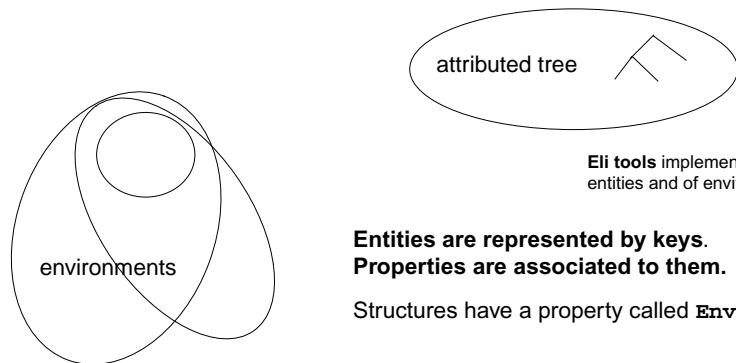 attributed tree
Eli tools implemen
entities and of envi
Entities are represented by keys.
Properties are associated to them.
environments
Structures have a property called Env